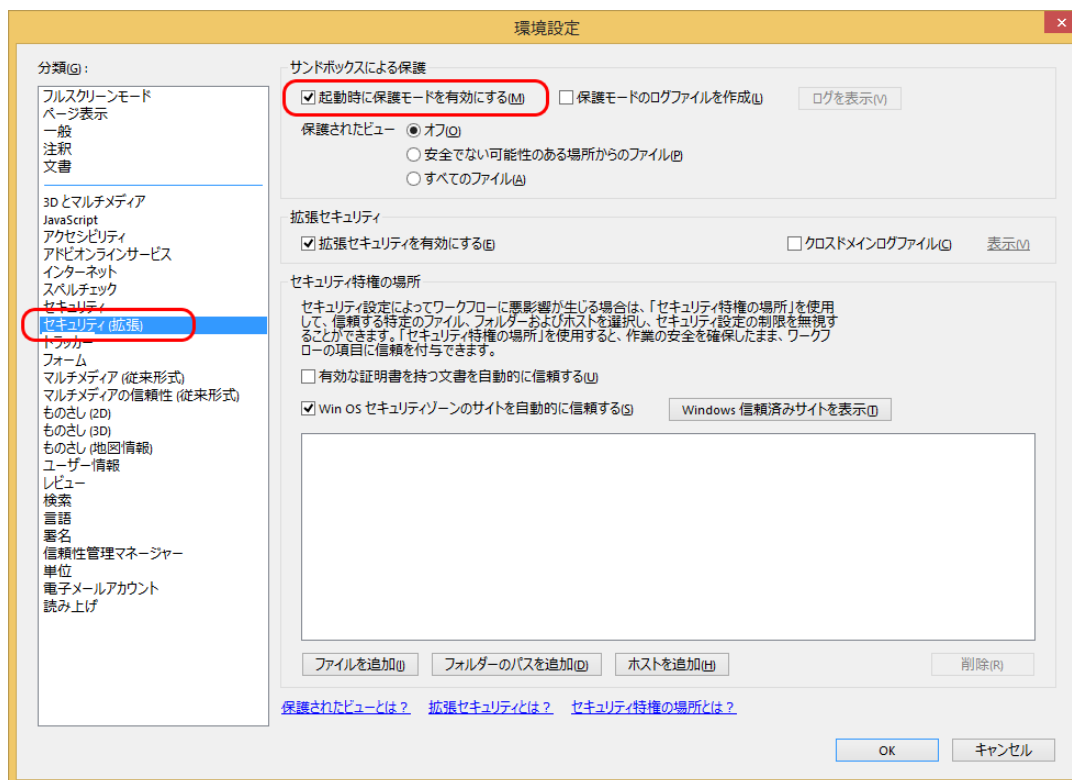 環境設定
分類(G):
フルスクリーンモード
ページ表示
一般
注釈
文書
3D とマルチメディア
JavaScript
アクセシビリティ
アドビオンラインサービス
インターネット
スペルチェック
セキュリティ
セキュリティ (拡張)
トラッカー
フォーム
マルチメディア (従来形式)
マルチメディアの信頼性 (従来形式)
ものさし (2D)
ものさし (3D)
ものさし (地図情報)
ユーザー情報
レビュー
検索
言語
署名
信頼性管理マネージャー
単位
電子メールアカウント
読み上げ
サンドボックスによる保護
起動時に保護モードを有効にする(M) 保護モードのログファイルを作成(L) ログを表示(V)
保護されたビュー オフ(O)
安全でない可能性のある場所からのファイル(P)
すべてのファイル(A)
拡張セキュリティ
拡張セキュリティを有効にする(E) クロスドメインログファイル(C) 表示(V)
セキュリティ特権の場所
セキュリティ設定によってワークフローに悪影響が生じる場合は、「セキュリティ特権の場所」を使用
して、信頼する特定のファイル、フォルダーおよびホストを選択し、セキュリティ設定の制限を無視す
ることができます。「セキュリティ特権の場所」を使用すると、作業の安全を確保したまま、ワークフ
ローの項目に信頼を付与できます。
有効な証明書を持つ文書を自動的に信頼する(U)
Win OS セキュリティゾーンのサイトを自動的に信頼する(S) Windows 信頼済みサイトを表示(T)
ファイルを追加(I) フォルダーのパスを追加(D) ホストを追加(H) 削除(R)
保護されたビューとは? 拡張セキュリティとは? セキュリティ特権の場所とは?
OK キャンセル